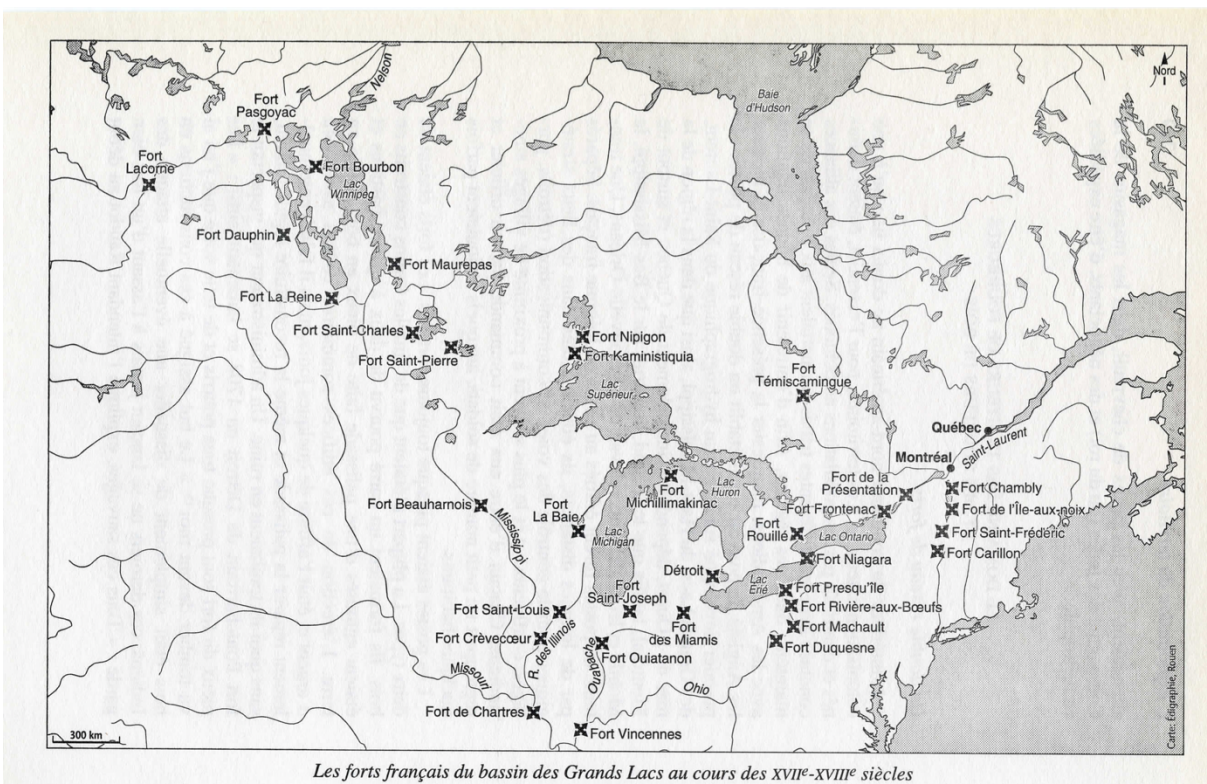 Nord
Baie
d'Hudson
Nelson
Fort
Pasgoyac
Fort
Lacorne
Fort Bourbon
Lac
Winnipeg
Fort Dauphin
Fort Maurepas
Fort La Reine
Fort Saint-Charles
Fort Saint-Pierre
Fort Nipigon
Fort Kaministiquia
Lac
Supérieur
Fort
Témiscamingue
Québec
Saint-Laurent
Montréal
Fort de la
Présentation
Fort Chambly
Fort de l'Île-aux-noix
Fort Saint-Frédéric
Fort Carillon
Fort Frontenac
Fort
Rouillé
Lac Ontario
Fort Niagara
Lac
Huron
Fort
Michillimakinac
Fort Beauharnois
Mississipi
Fort
La Baie
Lac
Michigan
Détroit
Lac
Erié
Fort Presqu'île
Fort Rivière-aux-Bœufs
Fort Machault
Fort Duquesne
Fort
Saint-Joseph
Fort
des Miamis
Fort Saint-Louis
Fort Crèvecœur
R. des Illinois
Ouabache
Fort Ouiatanon
Missouri
Ohio
Fort de Chartres
Fort Vincennes
300 km
Carte: Édigraphie, Rouen
Les forts français du bassin des Grands Lacs au cours des XVIIe-XVIIIe siècles